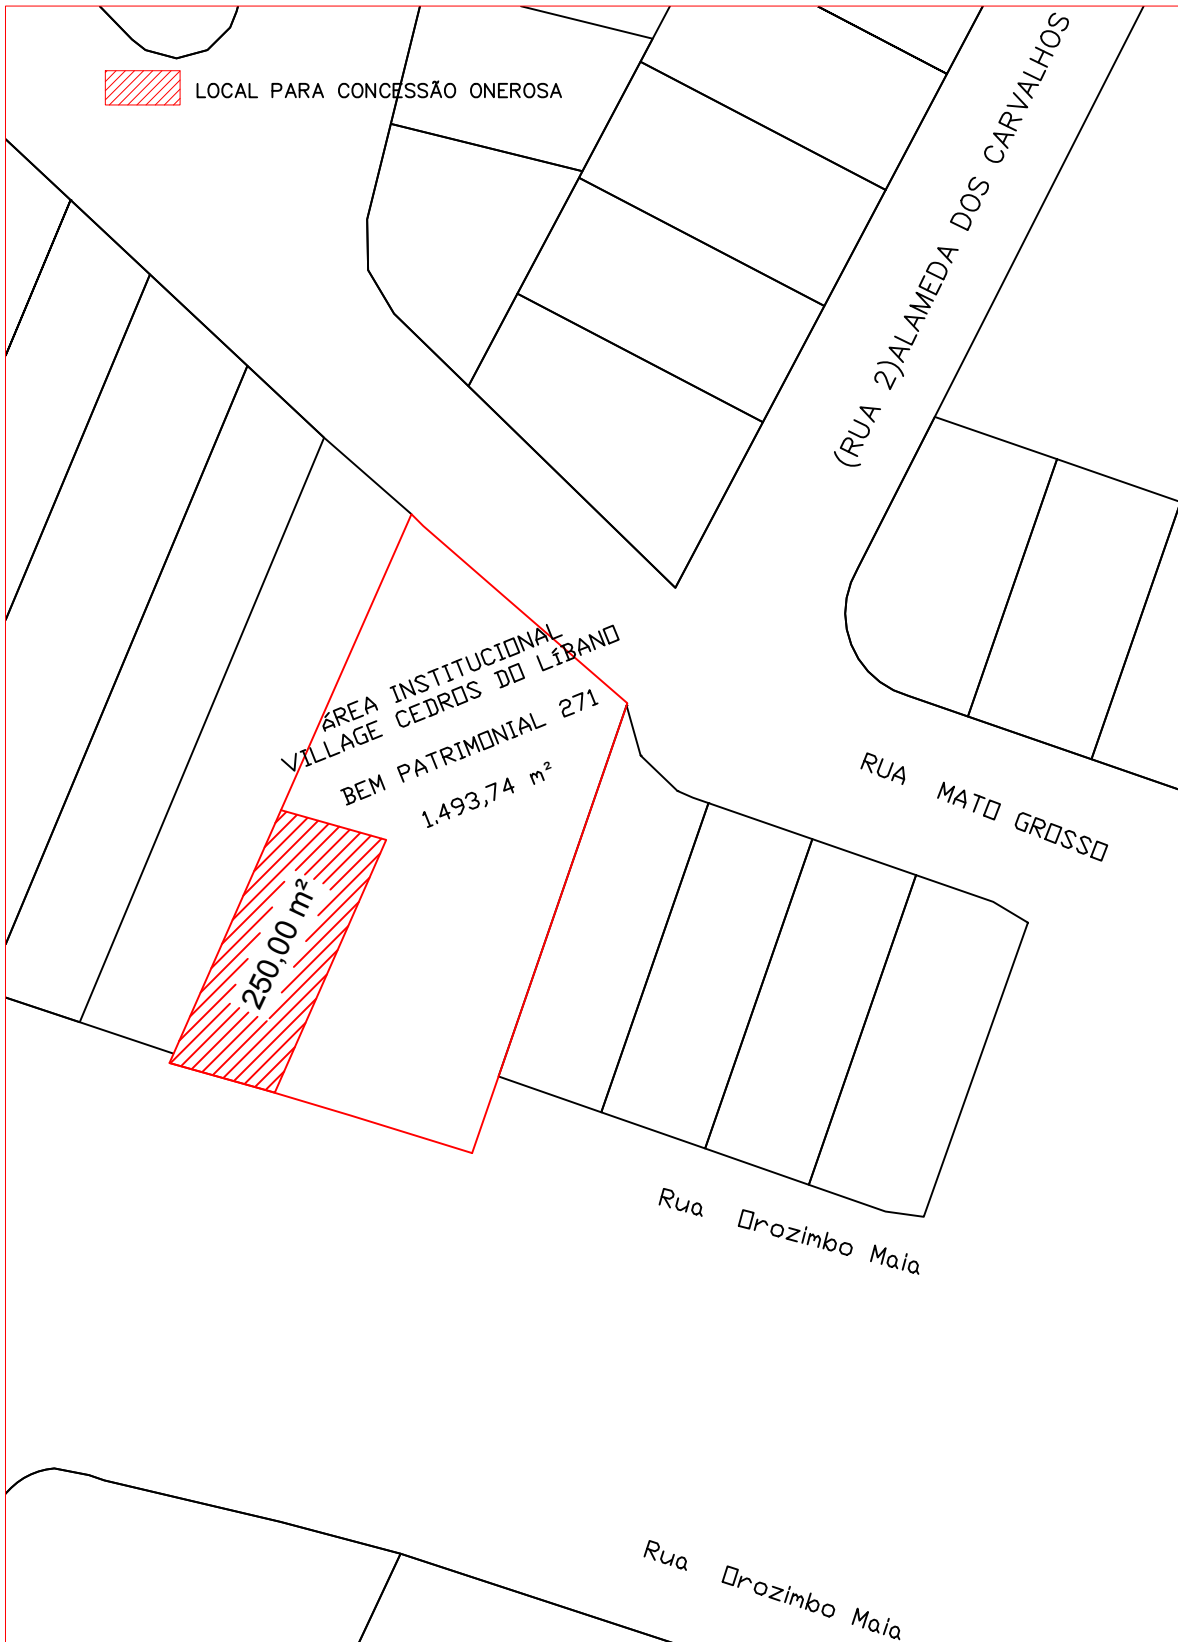 LOCAL PARA CONCESSÃO ONEROSA
(RUA 2)ALAMEDA DOS CARVALHOS
ÁREA INSTITUCIONAL
VILLAGE CEDROS DO LÍBANO
BEM PATRIMONIAL 271
1.493,74 m²
250,00 m²
RUA MATO GROSSO
Rua Orozimbo Maia
Rua Orozimbo Maia